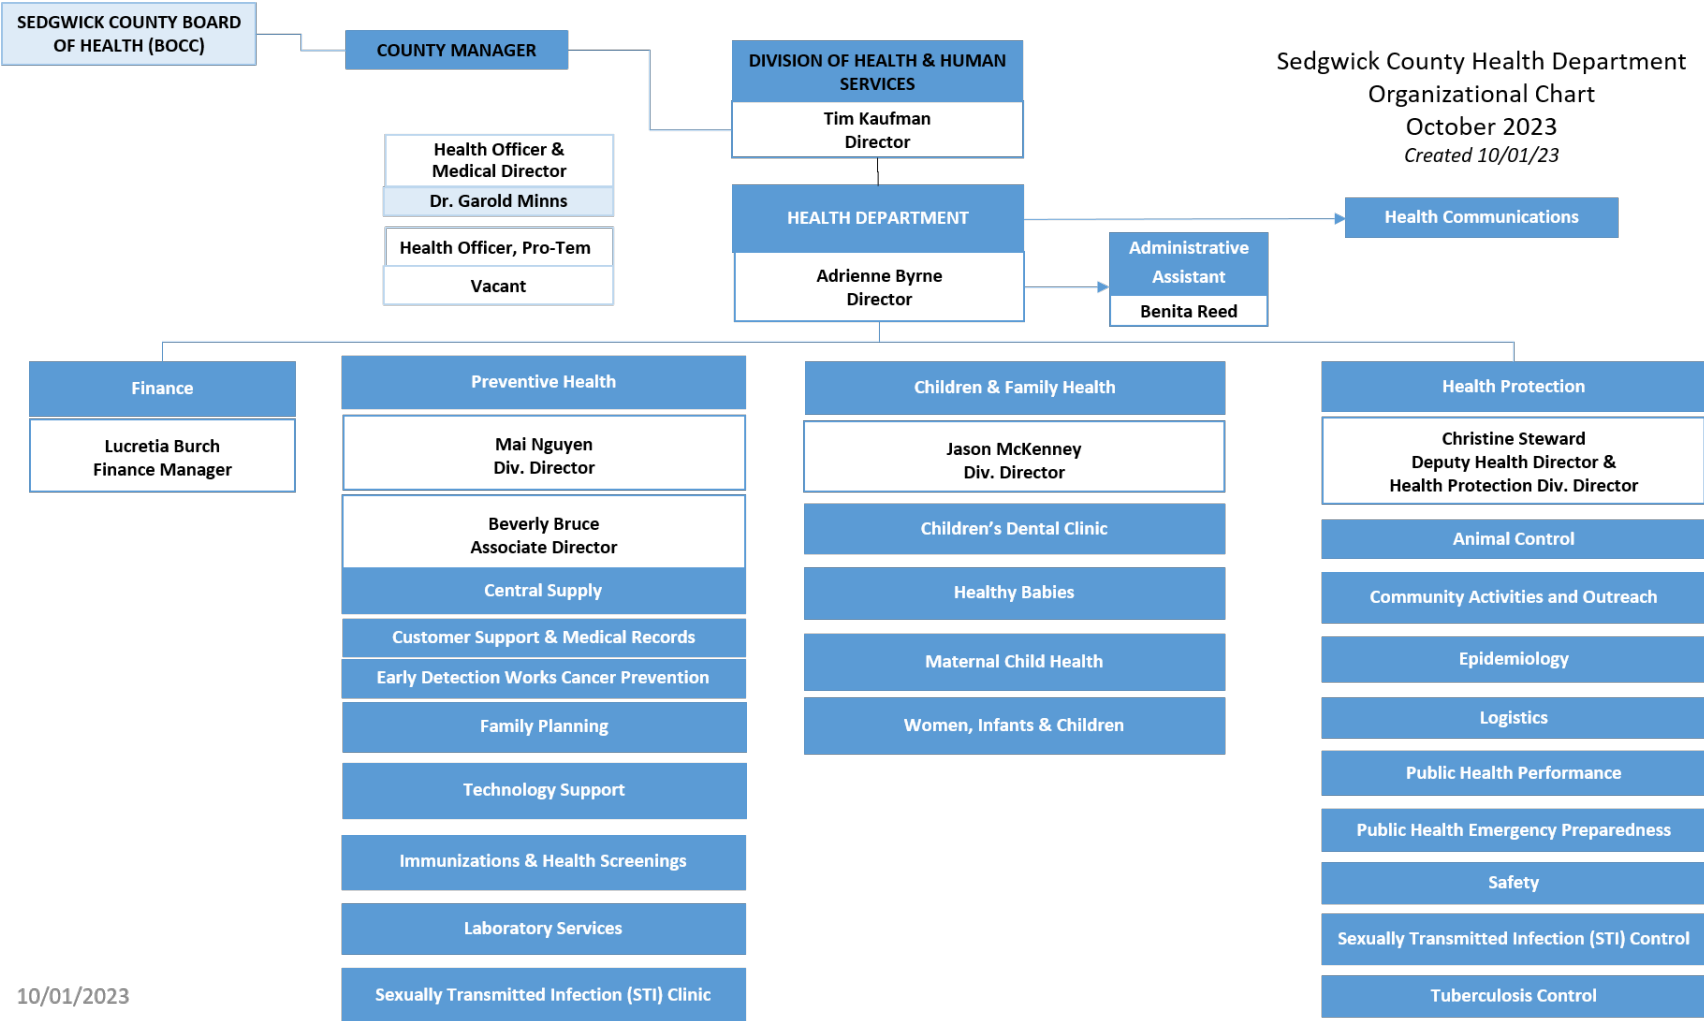 SEDGWICK COUNTY BOARD
OF HEALTH (BOCC)
COUNTY MANAGER
DIVISION OF HEALTH & HUMAN
SERVICES
Tim Kaufman
Director
Sedgwick County Health Department
Organizational Chart
October 2023
Created 10/01/23
Health Officer &
Medical Director
Dr. Garold Minns
Health Officer, Pro-Tem
Vacant
HEALTH DEPARTMENT
Adrienne Byrne
Director
Health Communications
Administrative
Assistant
Benita Reed
Finance
Lucretia Burch
Finance Manager
Preventive Health
Mai Nguyen
Div. Director
Beverly Bruce
Associate Director
Central Supply
Customer Support & Medical Records
Early Detection Works Cancer Prevention
Family Planning
Technology Support
Immunizations & Health Screenings
Laboratory Services
Sexually Transmitted Infection (STI) Clinic
Children & Family Health
Jason McKenney
Div. Director
Children’s Dental Clinic
Healthy Babies
Maternal Child Health
Women, Infants & Children
Health Protection
Christine Steward
Deputy Health Director &
Health Protection Div. Director
Animal Control
Community Activities and Outreach
Epidemiology
Logistics
Public Health Performance
Public Health Emergency Preparedness
Safety
Sexually Transmitted Infection (STI) Control
Tuberculosis Control
10/01/2023